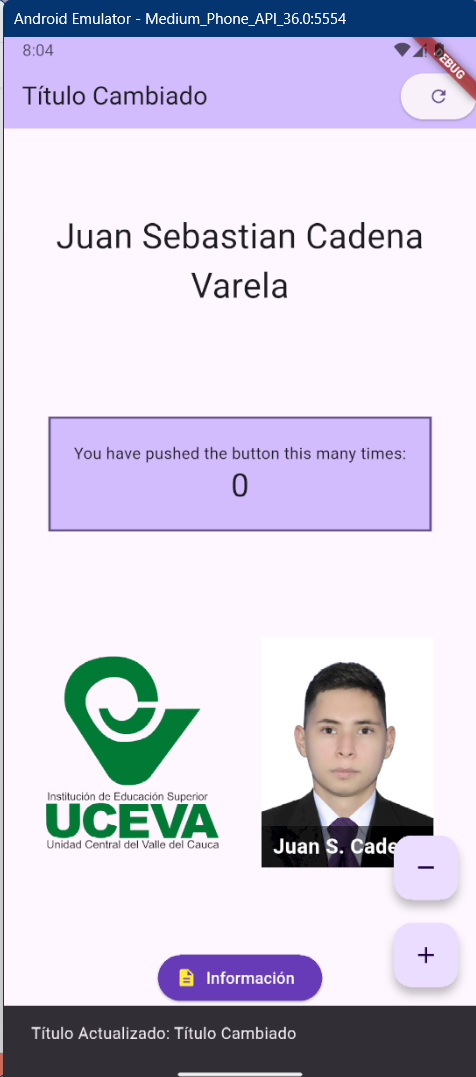 Android Emulator - Medium_Phone_API_36.0:5554
8:04
DEBUG
Título Cambiado
Juan Sebastian Cadena
Varela
You have pushed the button this many times:
0
Institución de Educación Superior
UCEVA
Unidad Central del Valle del Cauca
Juan S. Cade
−
+
Información
Título Actualizado: Título Cambiado